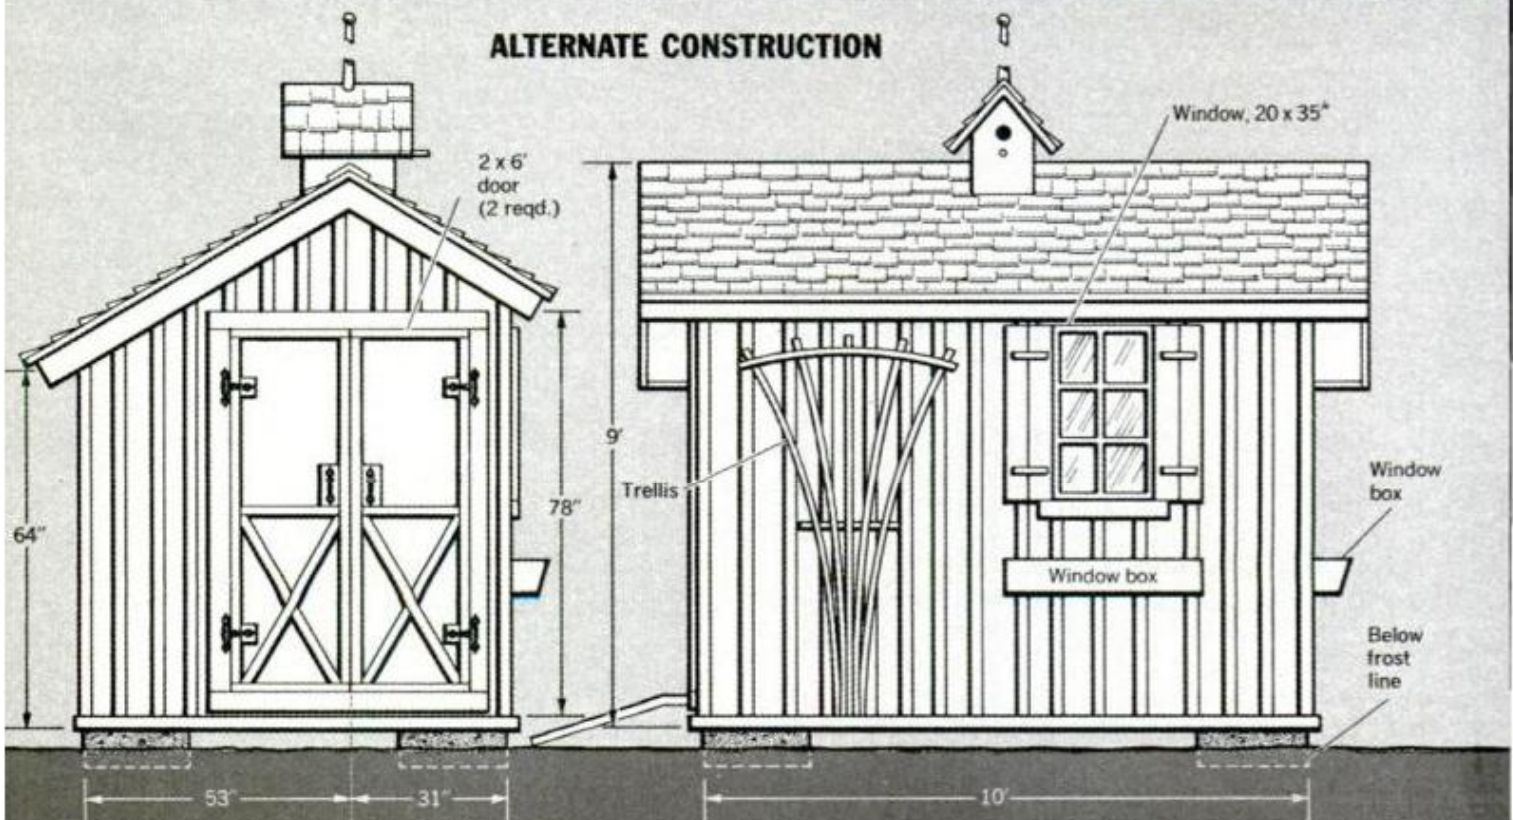 ALTERNATE CONSTRUCTION
2 x 6'
door
(2 reqd.)
Window, 20 x 35"
9'
78"
64"
Trellis
Window
box
Window box
Below
frost
line
53"
31"
10'